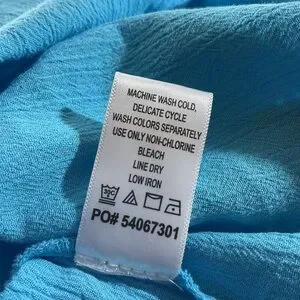 MACHINE WASH COLD,
DELICATE CYCLE
WASH COLORS SEPARATELY
USE ONLY NON-CHLORINE
BLEACH
LINE DRY
LOW IRON
30C
PO# 54067301